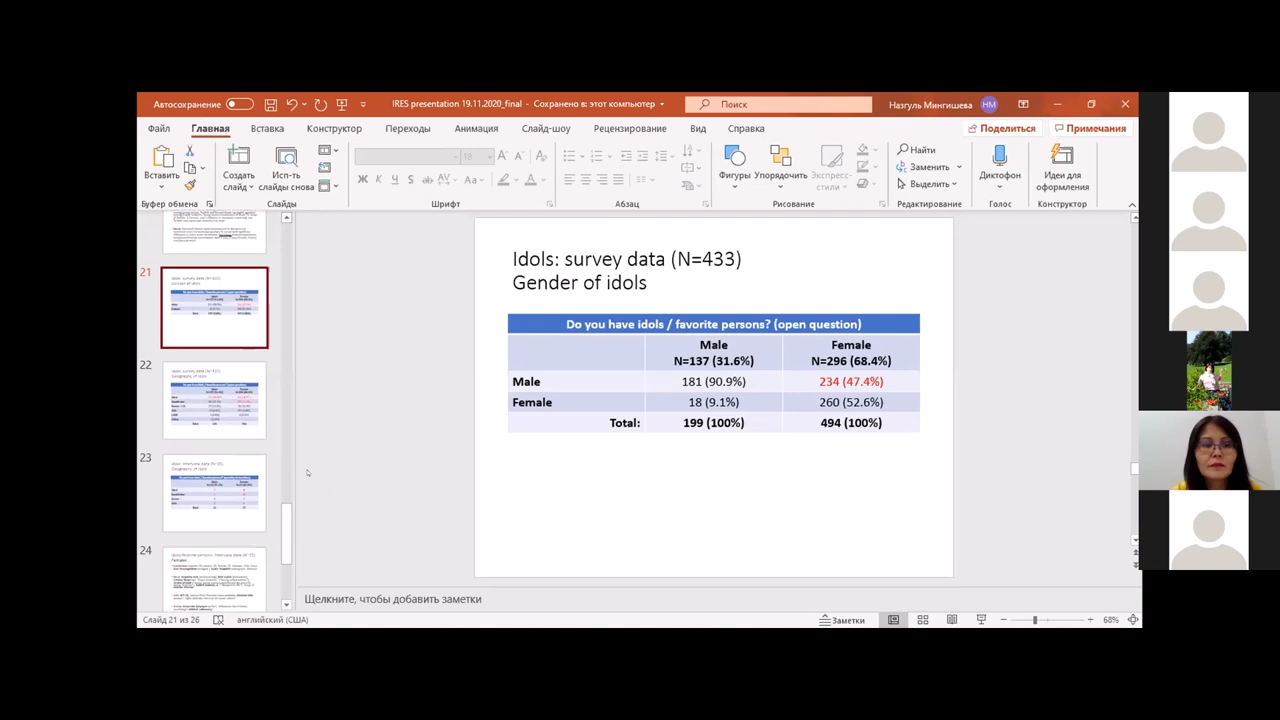 Автосохранение
IRES presentation 19.11.2020_final - Сохранено в: этот компьютер
Поиск
Назгуль Мингишева
НМ
Файл Главная Вставка Конструктор Переходы Анимация Слайд-шоу Рецензирование Вид Справка
Поделиться
Примечания
Вставить
Создать слайд
Исп-ть слайды снова
18
Ж К Ч S ab AV Aa
Фигуры
Упорядочить
Экспресс-стили
Найти
Заменить
Выделить
Диктофон
Идеи для оформления
Буфер обмена
Слайды
Шрифт
Абзац
Рисование
Редактирование
Голос
Конструктор
21
22
23
24
Idols: survey data (N=433)
Gender of idols
Do you have idols / favorite persons? (open question)
Male Female
N=137 (31.6%) N=296 (68.4%)
Male 181 (90.9%) 234 (47.4%)
Female 18 (9.1%) 260 (52.6%)
Total: 199 (100%) 494 (100%)
Щелкните, чтобы добавить заметки
Слайд 21 из 26
английский (США)
Заметки
68%